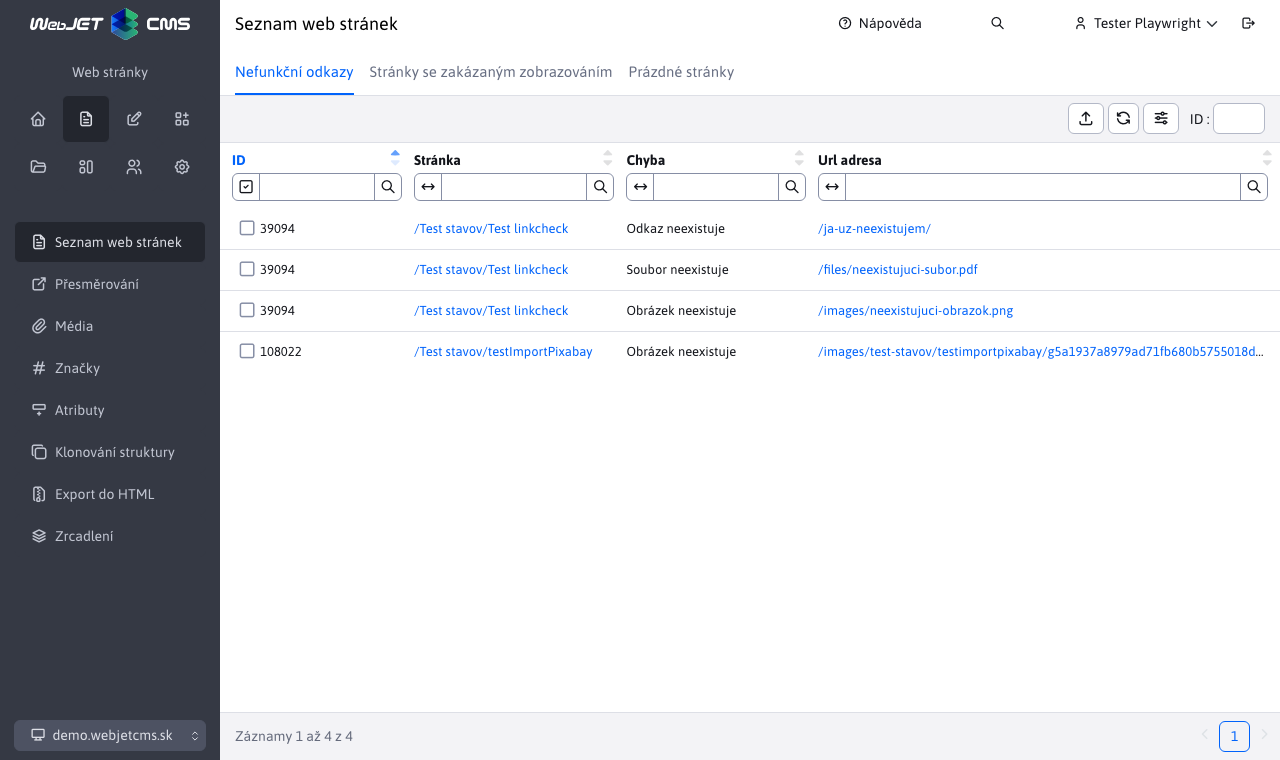 WebJET CMS
Seznam web stránek
Nápověda
Tester Playwright
Web stránky
Nefunkční odkazy
Stránky se zakázaným zobrazováním
Prázdné stránky
ID :
ID
Stránka
Chyba
Url adresa
39094
/Test stavov/Test linkcheck
Odkaz neexistuje
/ja-uz-neexistujem/
39094
/Test stavov/Test linkcheck
Soubor neexistuje
/files/neexistujuci-subor.pdf
39094
/Test stavov/Test linkcheck
Obrázek neexistuje
/images/neexistujuci-obrazok.png
108022
/Test stavov/testImportPixabay
Obrázek neexistuje
/images/test-stavov/testimportpixabay/g5a1937a8979ad71fb680b5755018d...
Seznam web stránek
Přesměrování
Média
Značky
Atributy
Klonování struktury
Export do HTML
Zrcadlení
demo.webjetcms.sk
Záznamy 1 až 4 z 4
1